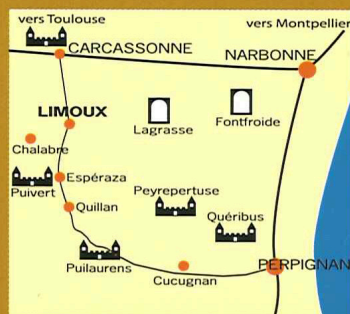 vers Toulouse
vers Montpellier
CARCASSONNE
NARBONNE
LIMOUX
Lagrasse
Fontfroide
Chalabre
Puivert
Espéraza
Peyrepertuse
Quillan
Quéribus
Puilaurens
Cucugnan
PERPIGNAN